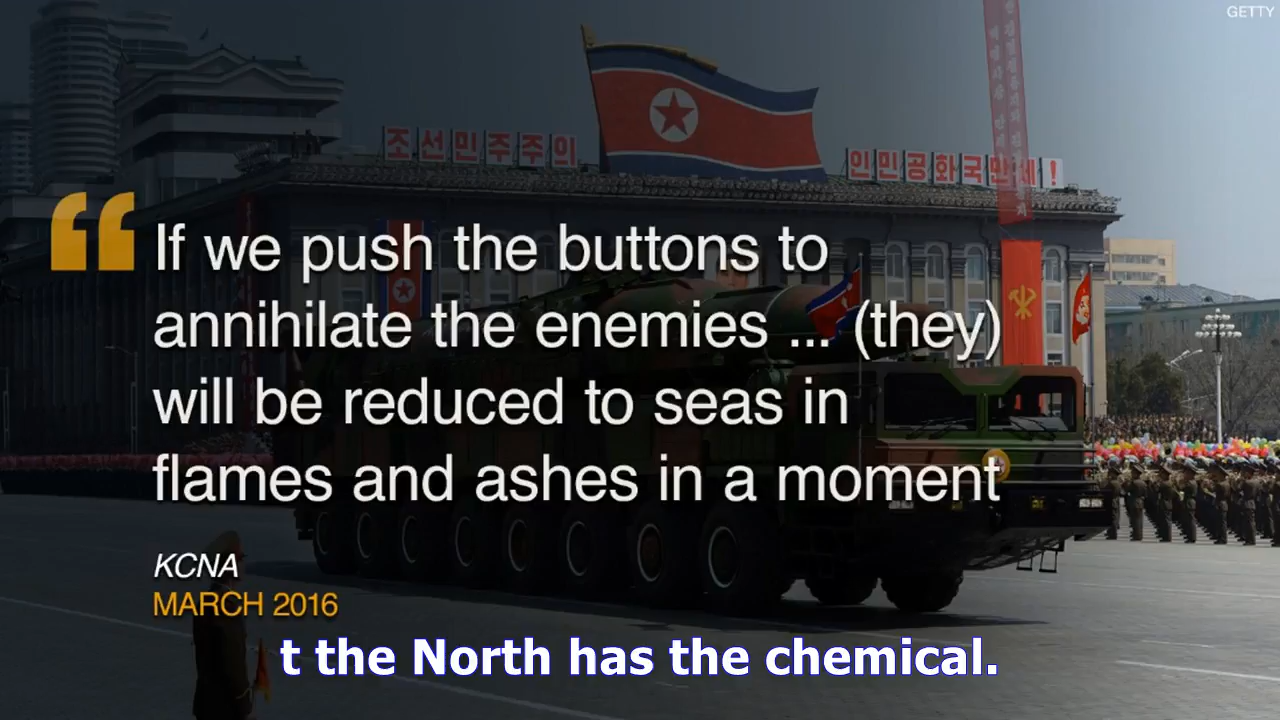 GETTY
조선민주주의
인민공화국만세!
“If we push the buttons to
annihilate the enemies ... (they)
will be reduced to seas in
flames and ashes in a moment
KCNA
MARCH 2016
t the North has the chemical.